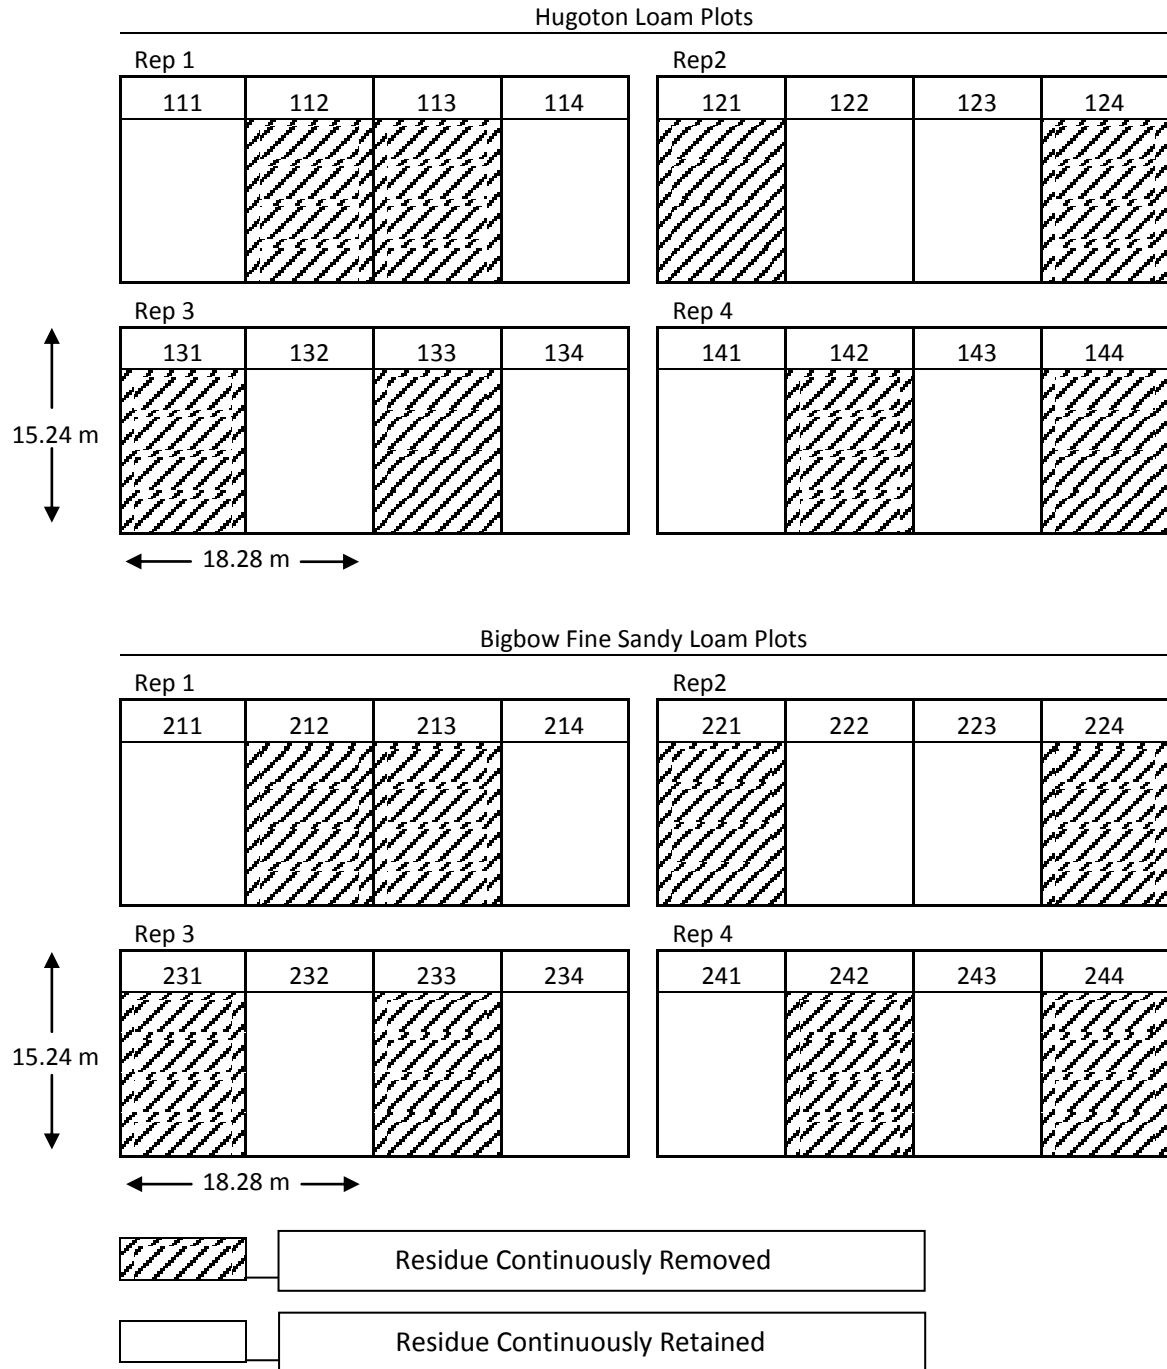 Hugoton Loam Plots
Rep 1 Rep2
111 112 113 114 121 122 123 124
Rep 3 Rep 4
131 132 133 134 141 142 143 144
15.24 m
18.28 m
Bigbow Fine Sandy Loam Plots
Rep 1 Rep2
211 212 213 214 221 222 223 224
Rep 3 Rep 4
231 232 233 234 241 242 243 244
15.24 m
18.28 m
Residue Continuously Removed
Residue Continuously Retained